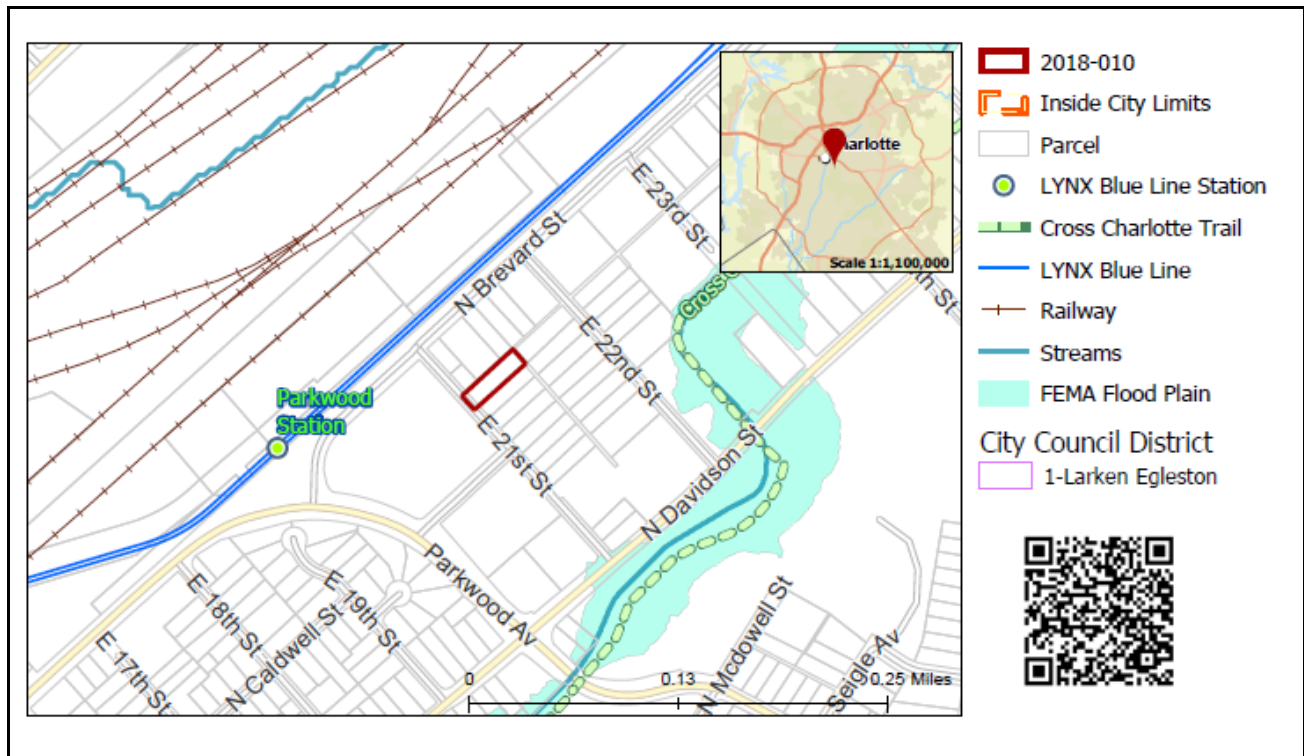 N Brevard St
E 23rd St
E 22nd St
E 21st St
Parkwood
Station
N Davidson St
Parkwood Av
E 19th St
E 18th St
E 17th St
N Caldwell St
N Mcdowell St
Seigle Av
harlotte
Scale 1:1,100,000
0
0.13
0.25 Miles
2018-010
Inside City Limits
Parcel
LYNX Blue Line Station
Cross Charlotte Trail
LYNX Blue Line
Railway
Streams
FEMA Flood Plain
City Council District
1-Larken Egleston